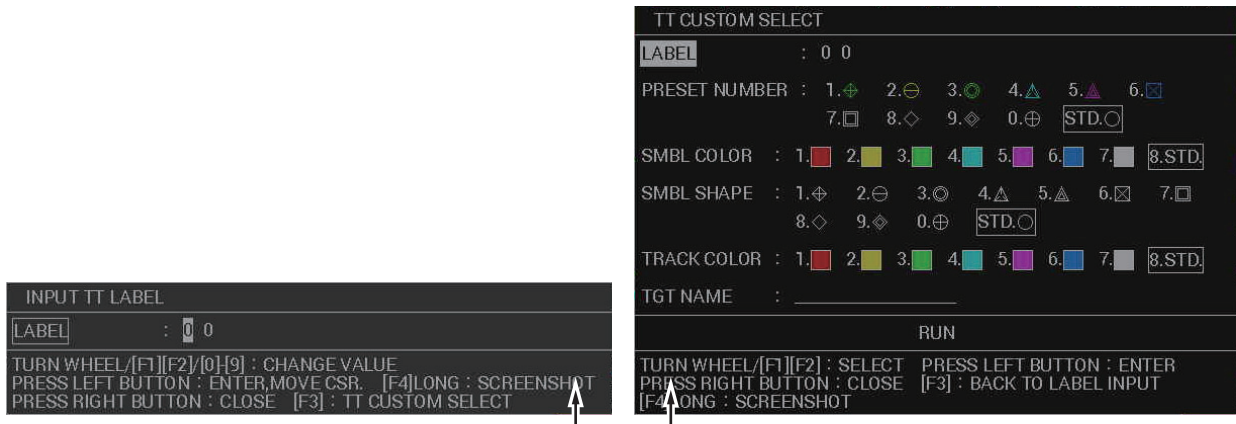 INPUT TT LABEL
LABEL : 0 0
TURN WHEEL/[F1][F2]/[0]-[9] : CHANGE VALUE
PRESS LEFT BUTTON : ENTER,MOVE CSR. [F4]LONG : SCREENSHOT
PRESS RIGHT BUTTON : CLOSE [F3] : TT CUSTOM SELECT
TT CUSTOM SELECT
LABEL : 0 0
PRESET NUMBER : 1. 2. 3. 4. 5. 6.
7. 8. 9. 0. STD.
SMBL COLOR : 1. 2. 3. 4. 5. 6. 7. 8.STD.
SMBL SHAPE : 1. 2. 3. 4. 5. 6. 7.
8. 9. 0. STD.
TRACK COLOR : 1. 2. 3. 4. 5. 6. 7. 8.STD.
TGT NAME :
RUN
TURN WHEEL/[F1][F2] : SELECT PRESS LEFT BUTTON : ENTER
PRESS RIGHT BUTTON : CLOSE [F3] : BACK TO LABEL INPUT
[F4]LONG : SCREENSHOT